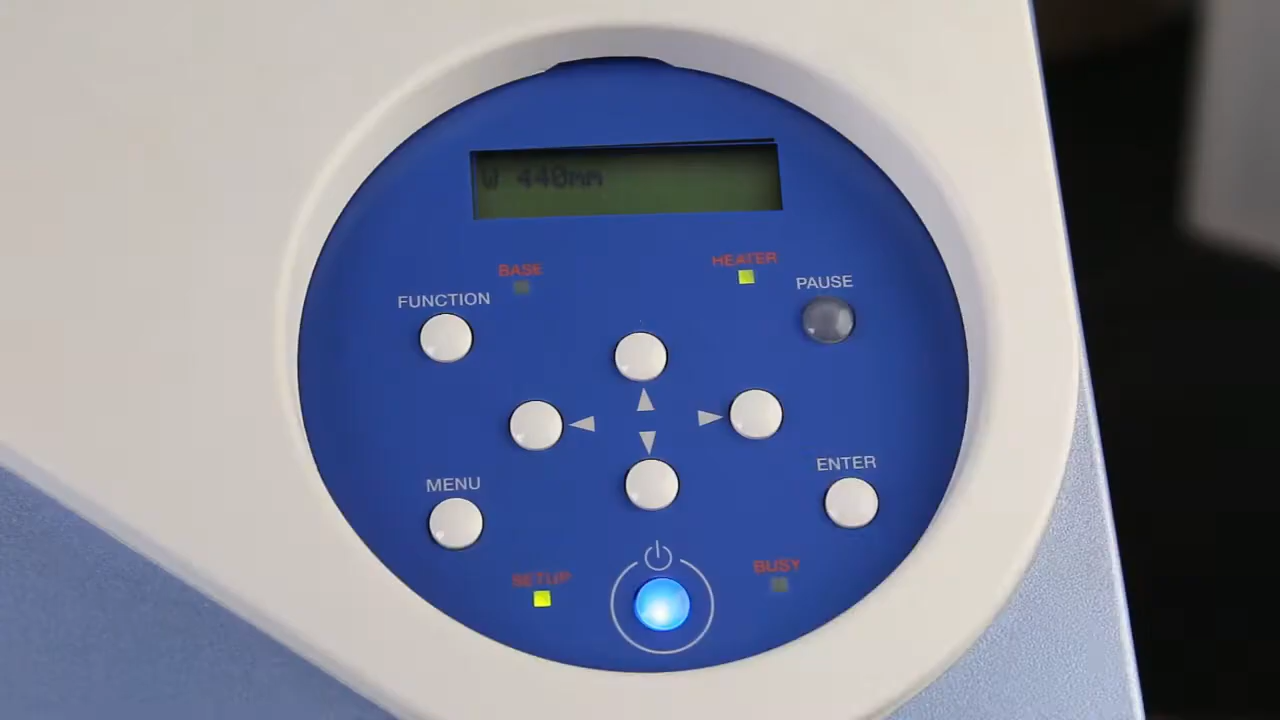 W 440mm
BASE
HEATER
FUNCTION
PAUSE
MENU
ENTER
SETUP
BUSY